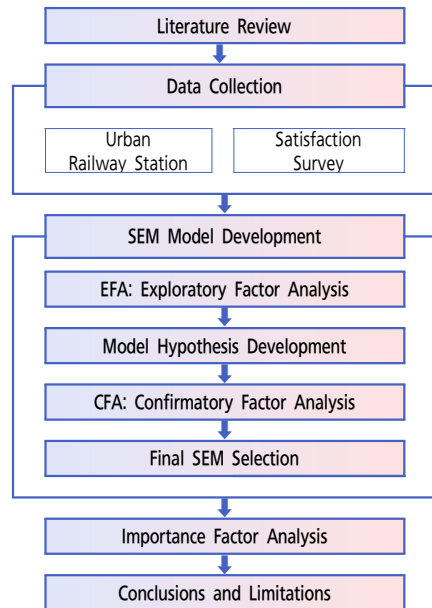 Literature Review
Data Collection
Urban
Railway Station
Satisfaction
Survey
SEM Model Development
EFA: Exploratory Factor Analysis
Model Hypothesis Development
CFA: Confirmatory Factor Analysis
Final SEM Selection
Importance Factor Analysis
Conclusions and Limitations